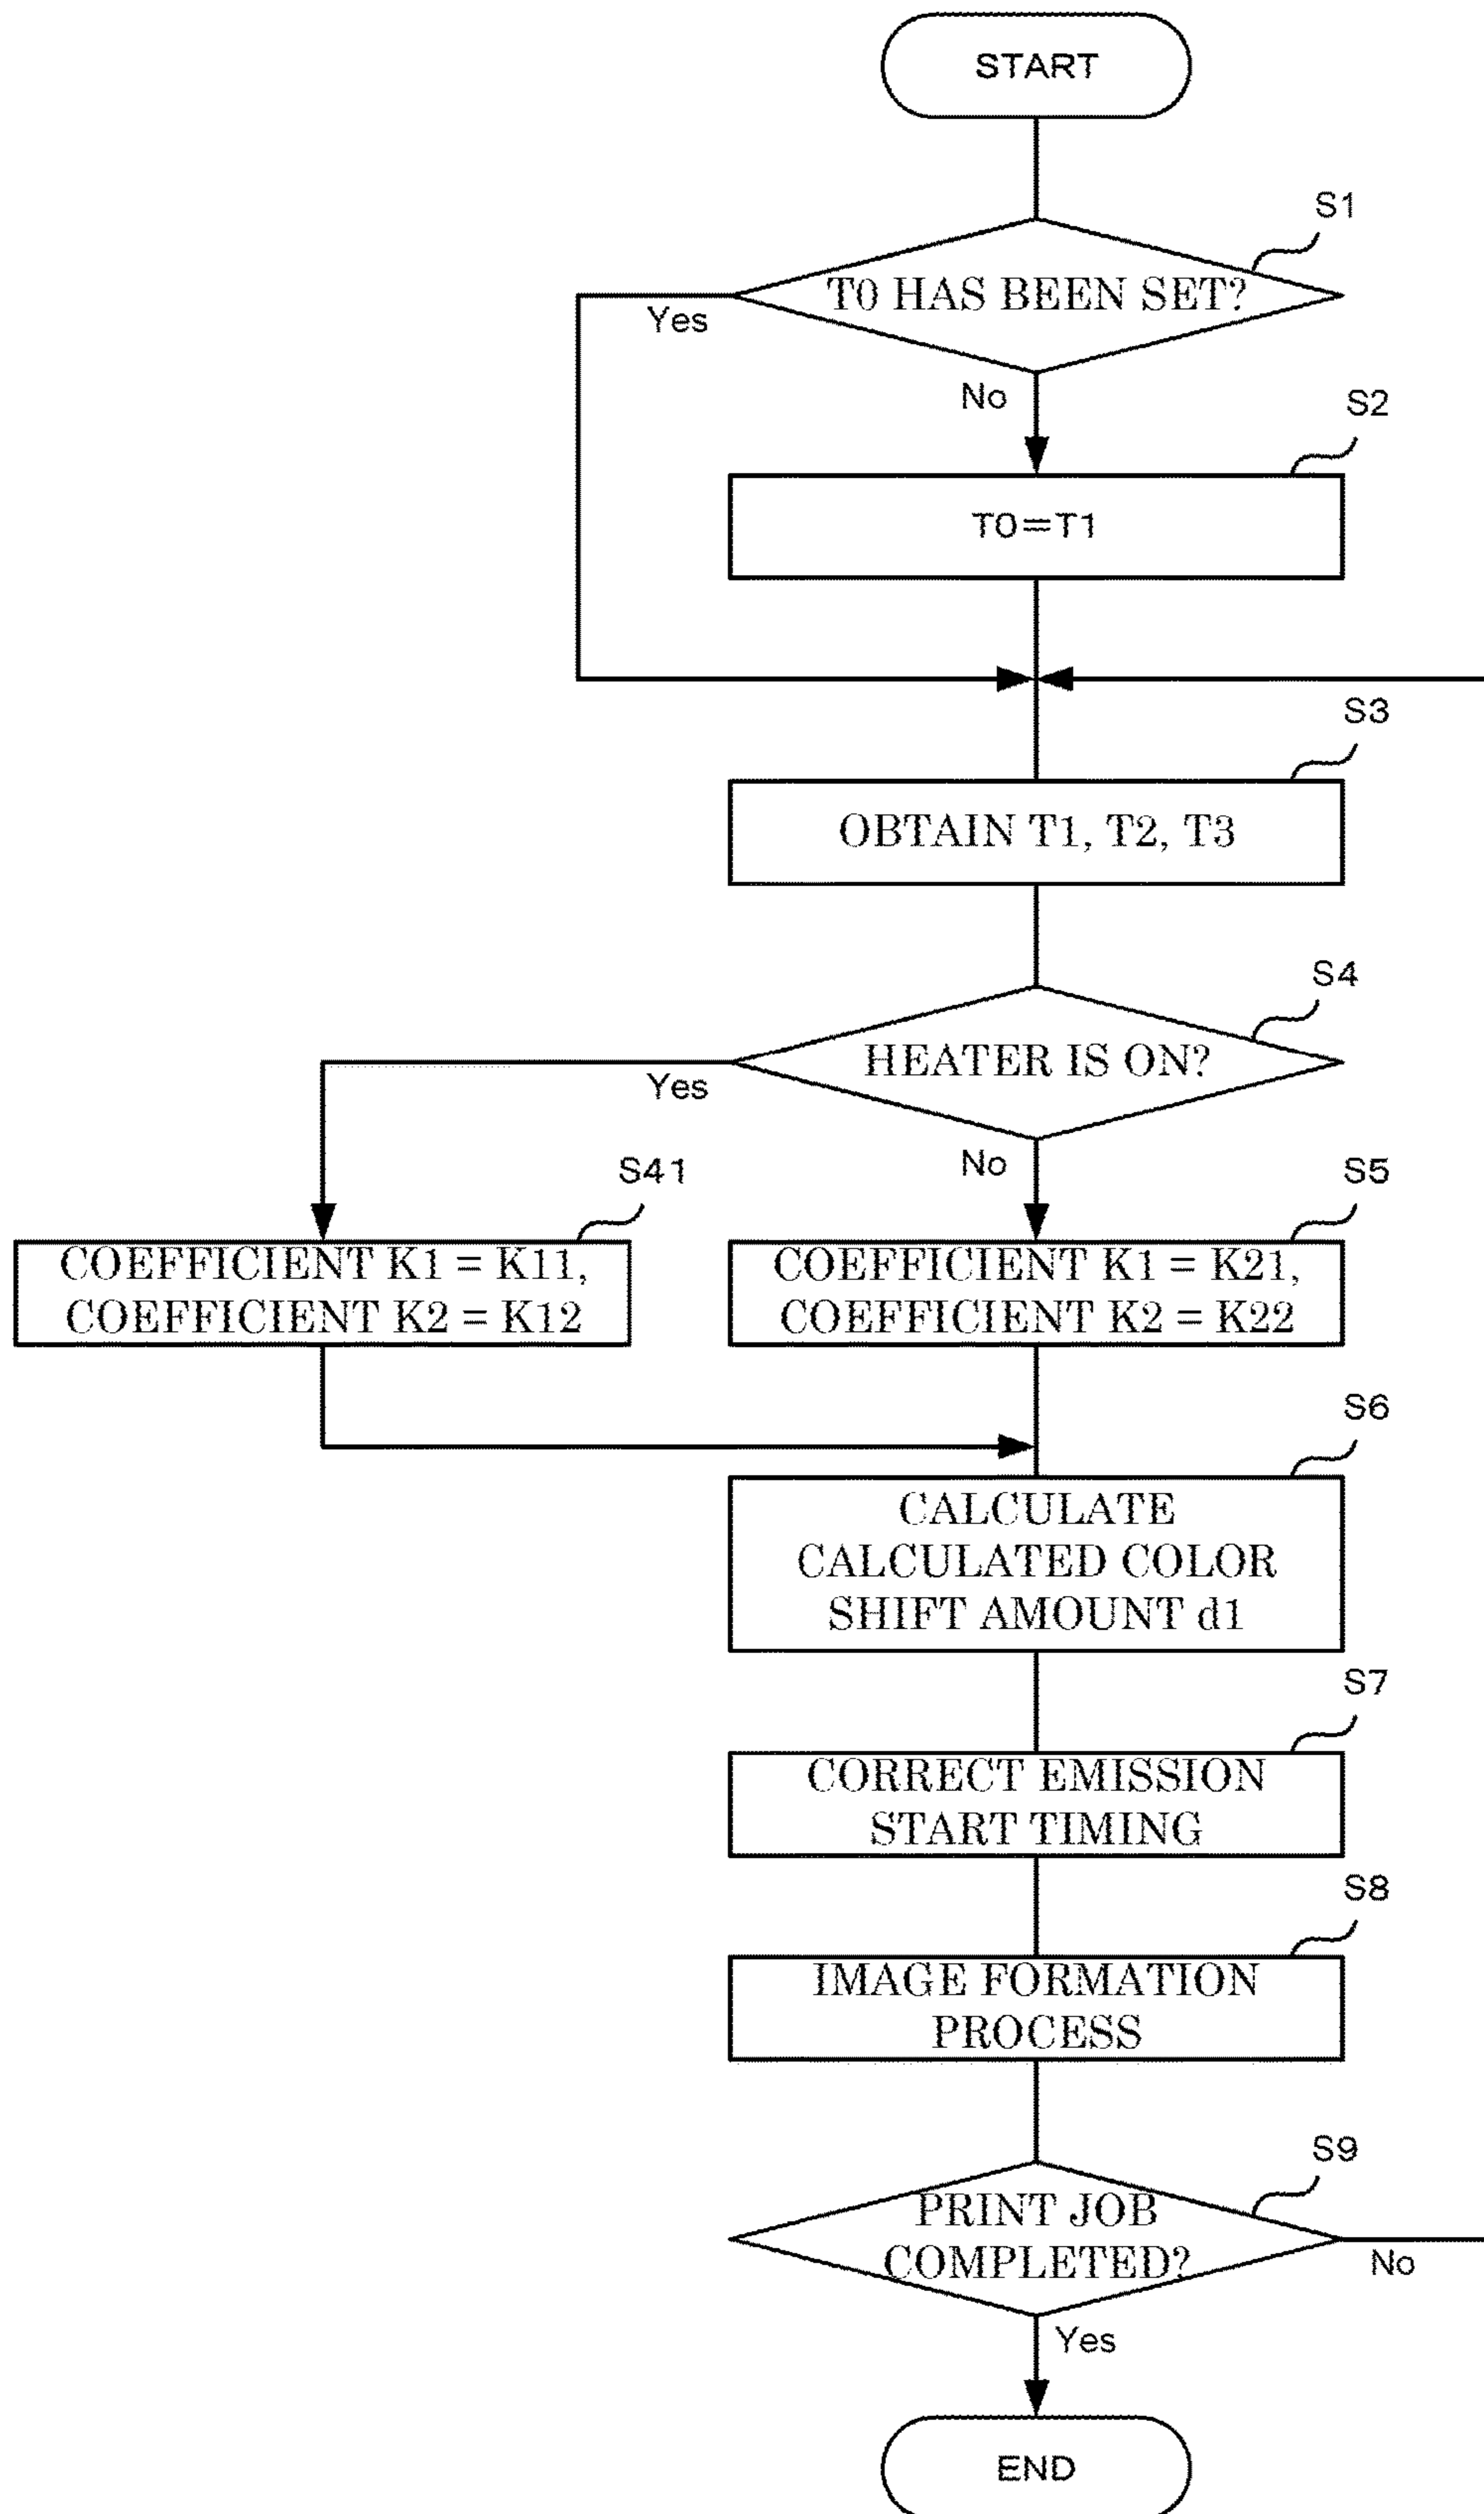 START
S1
T0 HAS BEEN SET?
Yes
No
S2
T0=T1
S3
OBTAIN T1, T2, T3
S4
HEATER IS ON?
Yes
No
S41
S5
COEFFICIENT K1 = K11,
COEFFICIENT K2 = K12
COEFFICIENT K1 = K21,
COEFFICIENT K2 = K22
S6
CALCULATE
CALCULATED COLOR
SHIFT AMOUNT d1
S7
CORRECT EMISSION
START TIMING
S8
IMAGE FORMATION
PROCESS
S9
PRINT JOB
COMPLETED?
No
Yes
END